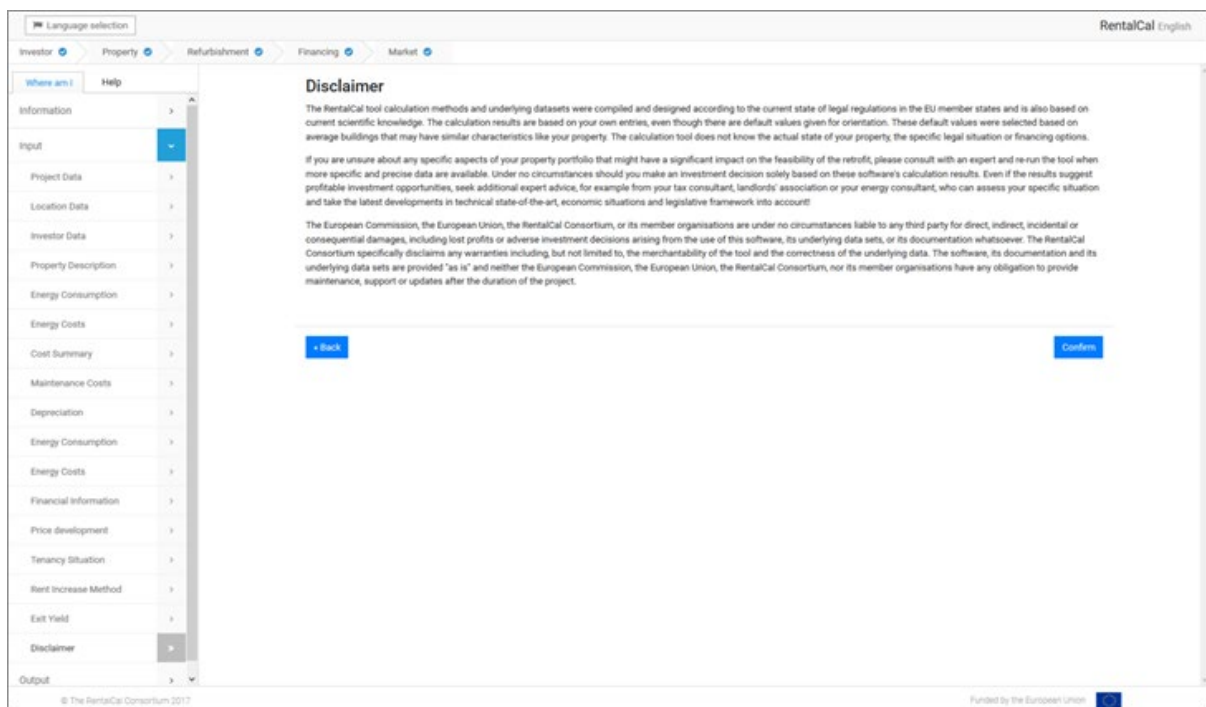 Language selection
RentalCal English
Investor
Property
Refurbishment
Financing
Market
Where am I
Help
Information
Input
Project Data
Location Data
Investor Data
Property Description
Energy Consumption
Energy Costs
Cost Summary
Maintenance Costs
Depreciation
Energy Consumption
Energy Costs
Financial Information
Price development
Tenancy Situation
Rent Increase Method
Exit Yield
Disclaimer
Output
Disclaimer
The RentalCal tool calculation methods and underlying datasets were compiled and designed according to the current state of legal regulations in the EU member states and is also based on
current scientific knowledge. The calculation results are based on your own entries, even though there are default values given for orientation. These default values were selected based on
average buildings that may have similar characteristics like your property. The calculation tool does not know the actual state of your property, the specific legal situation or financing options.
If you are unsure about any specific aspects of your property portfolio that might have a significant impact on the feasibility of the retrofit, please consult with an expert and re-run the tool when
more specific and precise data are available. Under no circumstances should you make an investment decision solely based on these software's calculation results. Even if the results suggest
profitable investment opportunities, seek additional expert advice, for example from your tax consultant, landlords' association or your energy consultant, who can assess your specific situation
and take the latest developments in technical state-of-the-art, economic situations and legislative framework into account!
The European Commission, the European Union, the RentalCal Consortium, or its member organisations are under no circumstances liable to any third party for direct, indirect, incidental or
consequential damages, including lost profits or adverse investment decisions arising from the use of this software, its underlying data sets, or its documentation whatsoever. The RentalCal
Consortium specifically disclaims any warranties including, but not limited to, the merchantability of the tool and the correctness of the underlying data. The software, its documentation and its
underlying data sets are provided "as is" and neither the European Commission, the European Union, the RentalCal Consortium, nor its member organisations have any obligation to provide
maintenance, support or updates after the duration of the project.
« Back
Confirm
© The RentalCal Consortium 2017
Funded by the European Union